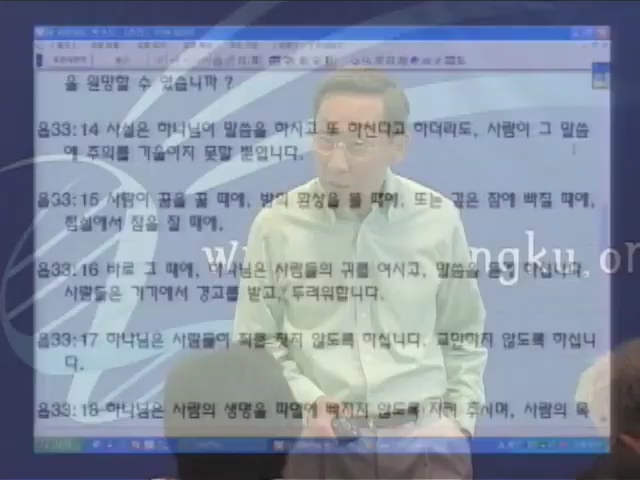 을 원망할 수 있습니까 ?
욥33:14 사실은 하나님이 말씀을 하시고 또 하신다고 하더라도, 사람이 그 말씀
에 주의를 기울이지 못할 뿐입니다.
욥33:15 사람이 꿈을 꿀 때에, 밤의 환상을 볼 때에, 또는 깊은 잠에 빠질 때에,
침실에서 잠을 잘 때에,
욥33:16 바로 그 때에, 하나님은 사람들의 귀를 여시고, 말씀을 듣게 하십니다.
사람들은 거기에서 경고를 받고, 두려워합니다.
욥33:17 하나님은 사람들이 죄를 짓지 않도록 하십니다. 교만하지 않도록 하십니
다.
욥33:18 하나님은 사람의 생명을 파멸에 빠지지 않도록 지켜 주시며, 사람의 목